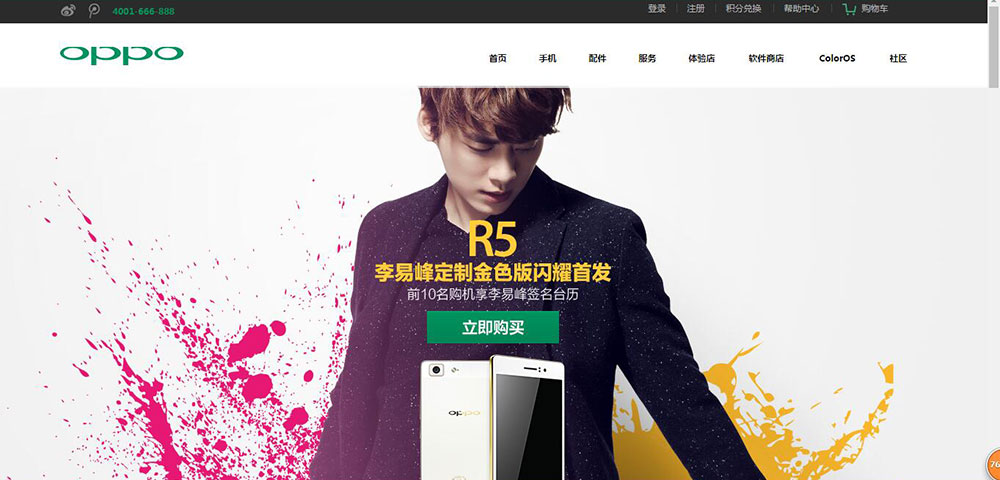 4001-666-888 登录 注册 积分兑换 帮助中心 购物车
OPPO 首页 手机 配件 服务 体验店 软件商店 ColorOS 社区
R5
李易峰定制金色版闪耀首发
前10名购机享李易峰签名台历
立即购买
OPPO
76